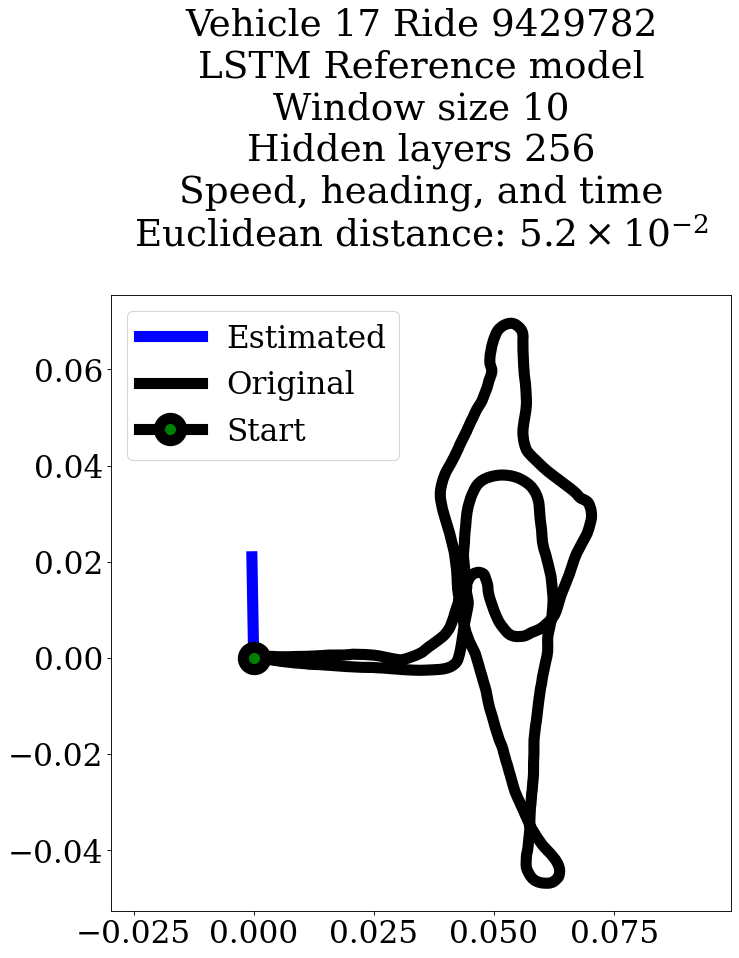 Vehicle 17 Ride 9429782
LSTM Reference model
Window size 10
Hidden layers 256
Speed, heading, and time
Euclidean distance: 5.2 × 10⁻²
Estimated
Original
Start
0.06
0.04
0.02
0.00
−0.02
−0.04
−0.025 0.000 0.025 0.050 0.075